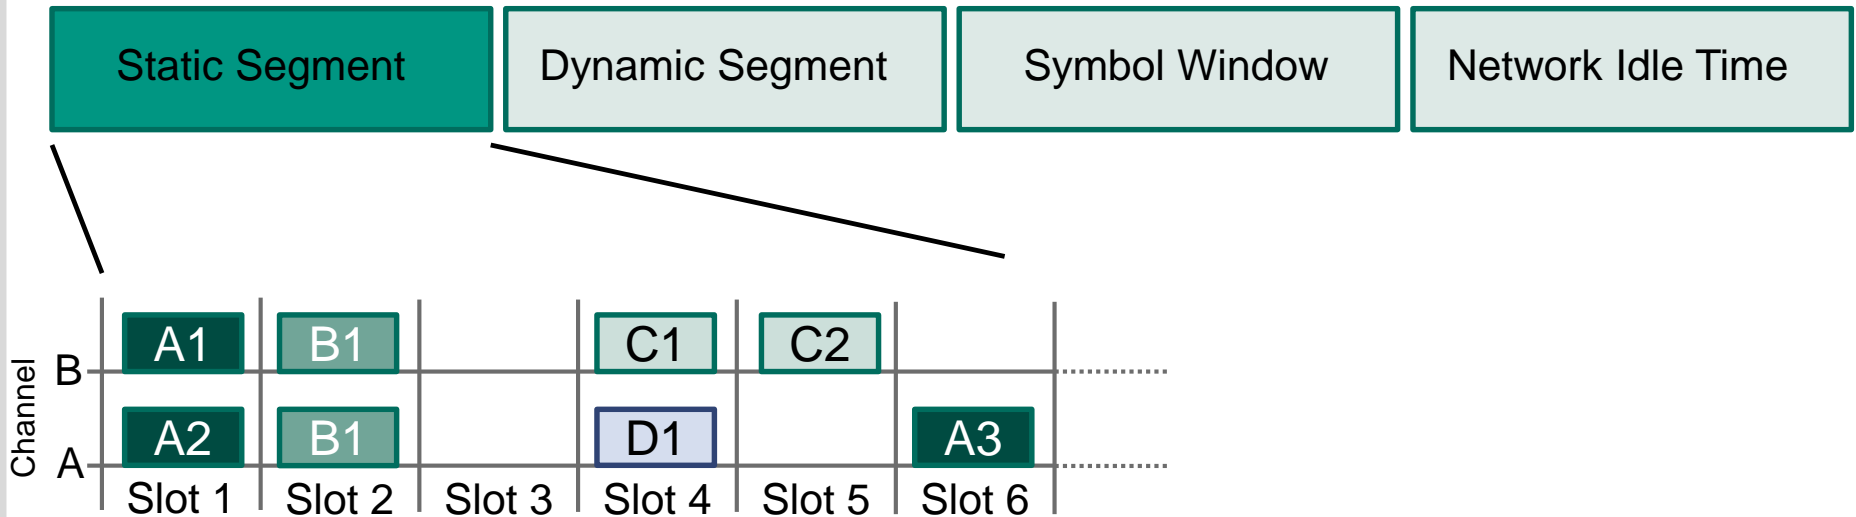 Static Segment
Dynamic Segment
Symbol Window
Network Idle Time
Channel
B
A1
B1
C1
C2
A
A2
B1
D1
A3
Slot 1
Slot 2
Slot 3
Slot 4
Slot 5
Slot 6